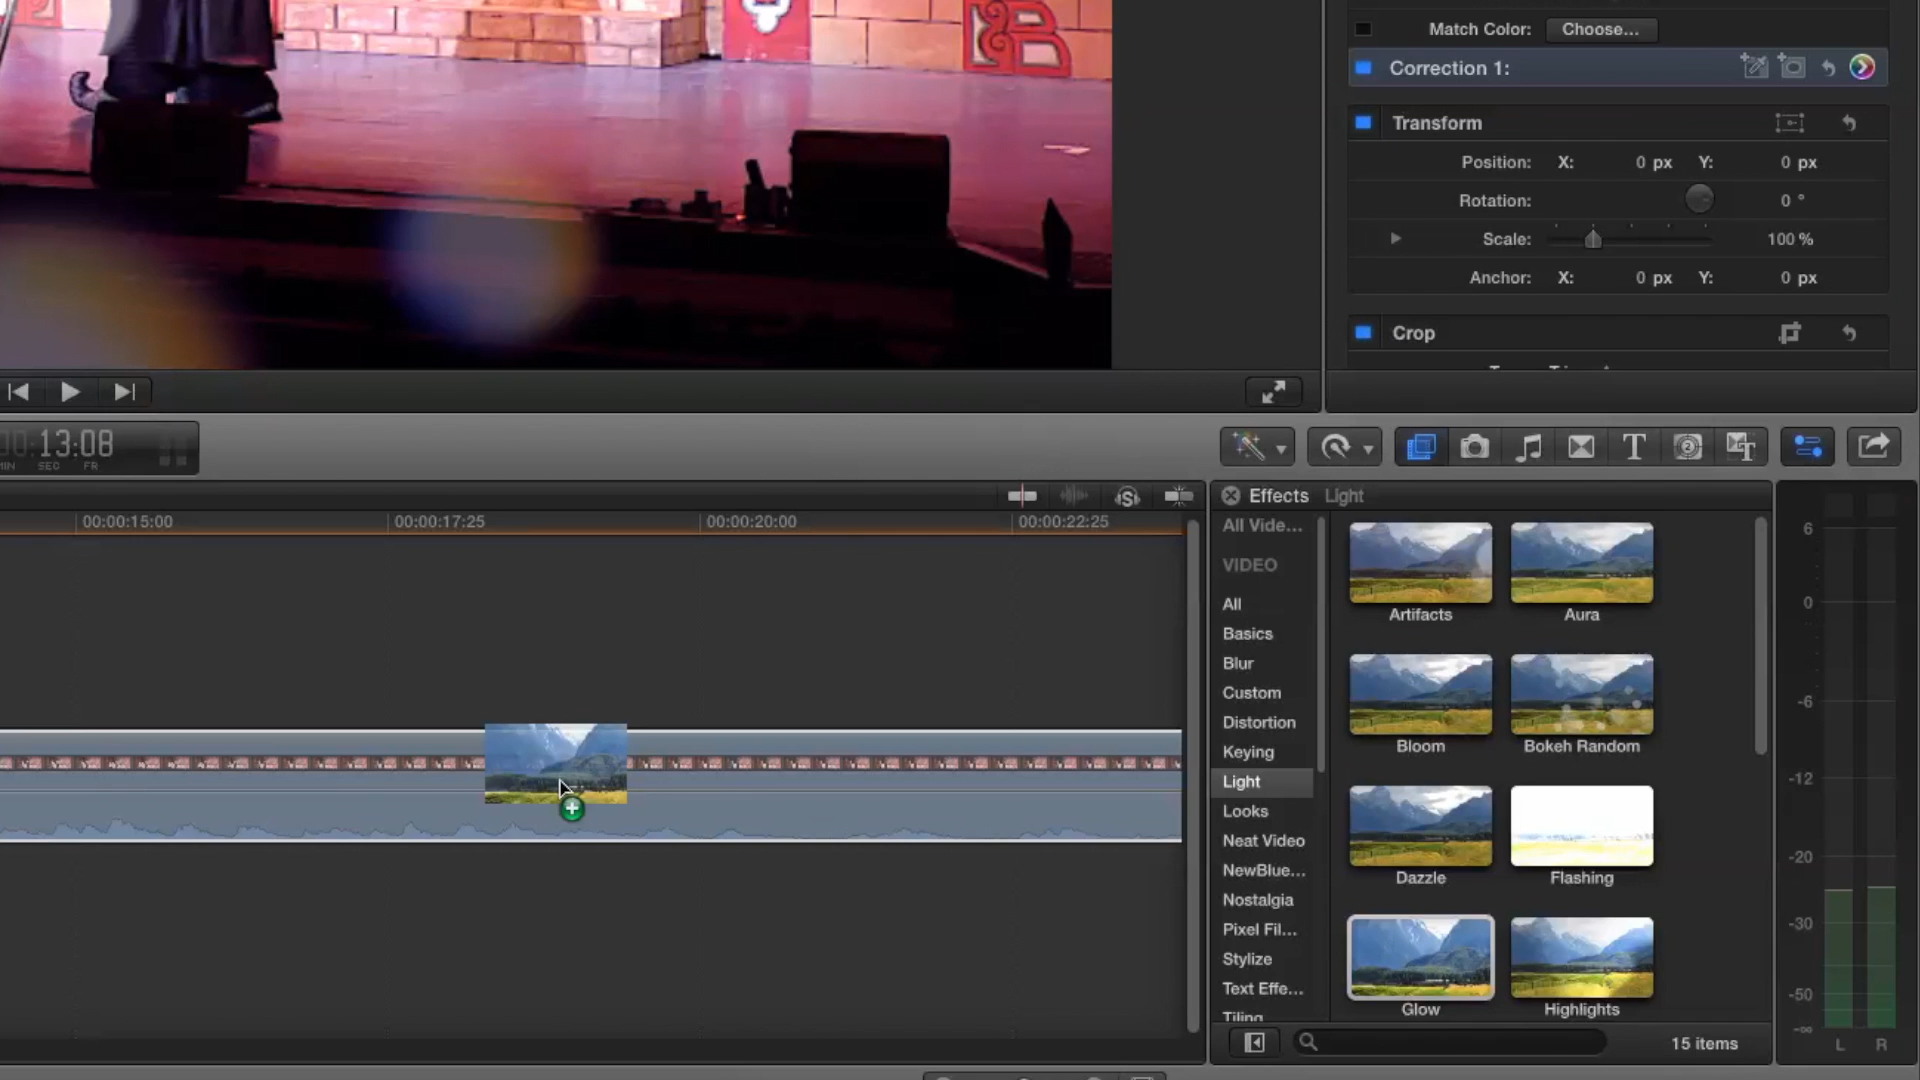 Match Color: Choose...
Correction 1:
Transform
Position: X: 0 px Y: 0 px
Rotation: 0 °
Scale: 100 %
Anchor: X: 0 px Y: 0 px
Crop
00:13:08
MIN SEC FR
00:00:15:00 00:00:17:25 00:00:20:00 00:00:22:25
Effects Light
All Vide...
VIDEO
All
Basics
Blur
Custom
Distortion
Keying
Light
Looks
Neat Video
NewBlue...
Nostalgia
Pixel Fil...
Stylize
Text Effe...
Tiling
Artifacts Aura
Bloom Bokeh Random
Dazzle Flashing
Glow Highlights
15 items
6
0
-6
-12
-20
-30
-50
-∞
L R